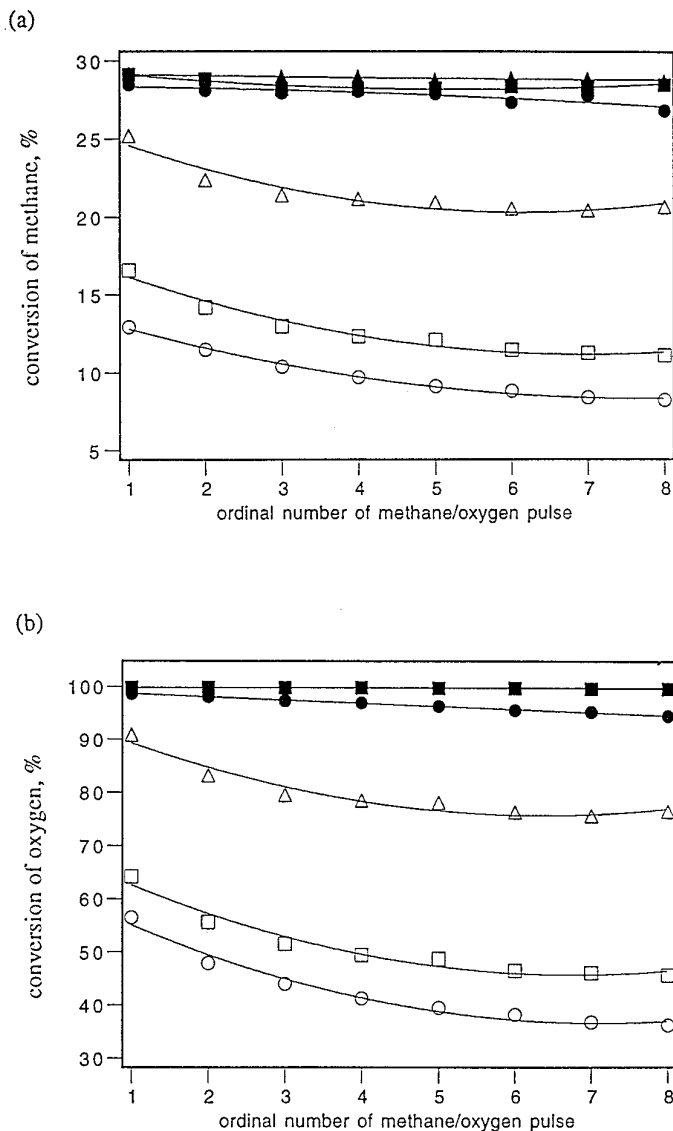 (a)
conversion of methane, %
30
25
20
15
10
5
1 2 3 4 5 6 7 8
ordinal number of methane/oxygen pulse
(b)
conversion of oxygen, %
100
90
80
70
60
50
40
30
1 2 3 4 5 6 7 8
ordinal number of methane/oxygen pulse